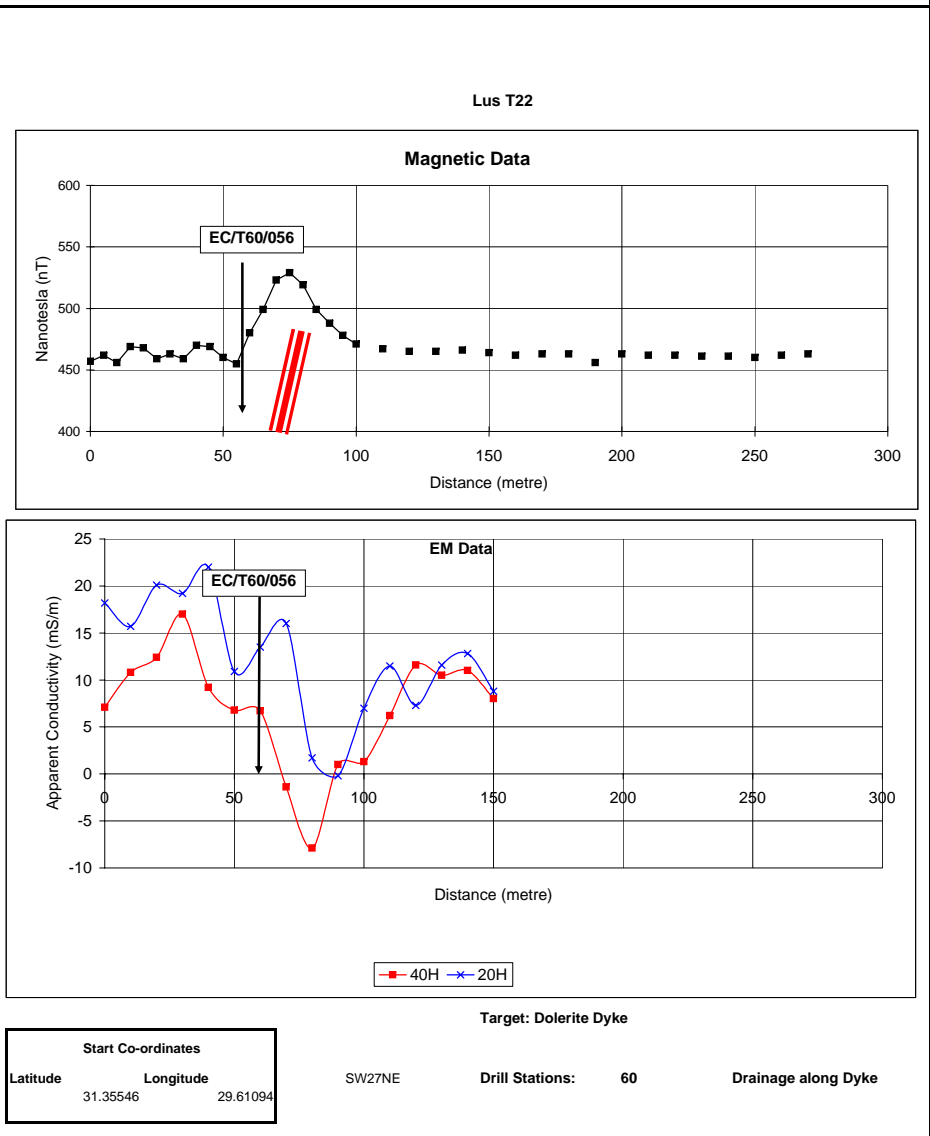 Lus T22
Magnetic Data
600
550
500
450
400
Nanotesla (nT)
EC/T60/056
0 50 100 150 200 250 300
Distance (metre)
EM Data
25
20
15
10
5
0
-5
-10
Apparent Conductivity (mS/m)
EC/T60/056
0 50 100 150 200 250 300
Distance (metre)
40H 20H
Target: Dolerite Dyke
Start Co-ordinates
Latitude Longitude
31.35546 29.61094
SW27NE Drill Stations: 60 Drainage along Dyke